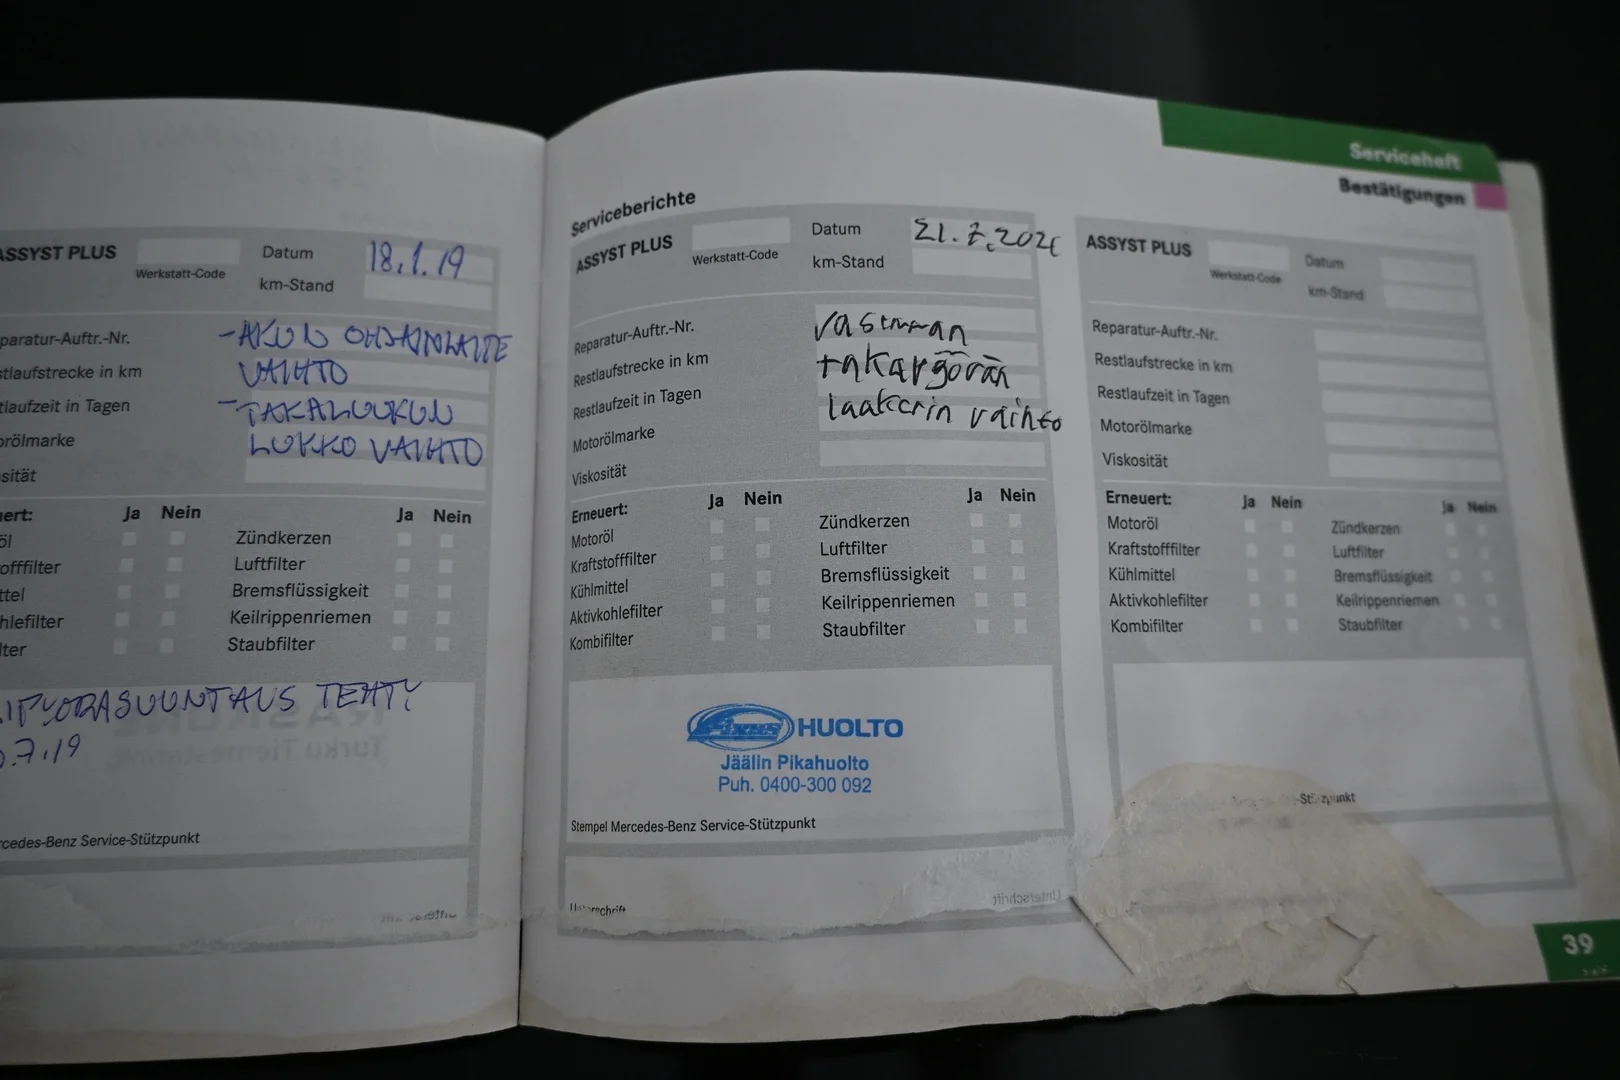 ASSYST PLUS
Werkstatt-Code
Datum 18.1.19
km-Stand
paratur-Auftr.-Nr.
stlaufstrecke in km
tlaufzeit in Tagen
orölmarke
sität
-AKUN OHJAINLAITE
VAIHTO
-TAKALUUKUN
LUKKO VAIHTO
uert: Ja Nein Ja Nein
öl Zündkerzen
offfilter Luftfilter
ttel Bremsflüssigkeit
hlefilter Keilrippenriemen
lter Staubfilter
TEHTY
.7.19
rcedes-Benz Service-Stützpunkt
Serviceheft
Bestätigungen
Serviceberichte
ASSYST PLUS
Werkstatt-Code
Datum 21.7.202
km-Stand
Reparatur-Auftr.-Nr.
Restlaufstrecke in km
Restlaufzeit in Tagen
Motorölmarke
Viskosität
vasemman
takapyörän
laakerin vaihto
Erneuert: Ja Nein Ja Nein
Motoröl Zündkerzen
Kraftstofffilter Luftfilter
Kühlmittel Bremsflüssigkeit
Aktivkohlefilter Keilrippenriemen
Kombifilter Staubfilter
Fixus HUOLTO
Jäälin Pikahuolto
Puh. 0400-300 092
Stempel Mercedes-Benz Service-Stützpunkt
Unterschrift
Unterschrift
ASSYST PLUS
Werkstatt-Code
Datum
km-Stand
Reparatur-Auftr.-Nr.
Restlaufstrecke in km
Restlaufzeit in Tagen
Motorölmarke
Viskosität
Erneuert: Ja Nein Ja Nein
Motoröl Zündkerzen
Kraftstofffilter Luftfilter
Kühlmittel Bremsflüssigkeit
Aktivkohlefilter Keilrippenriemen
Kombifilter Staubfilter
39